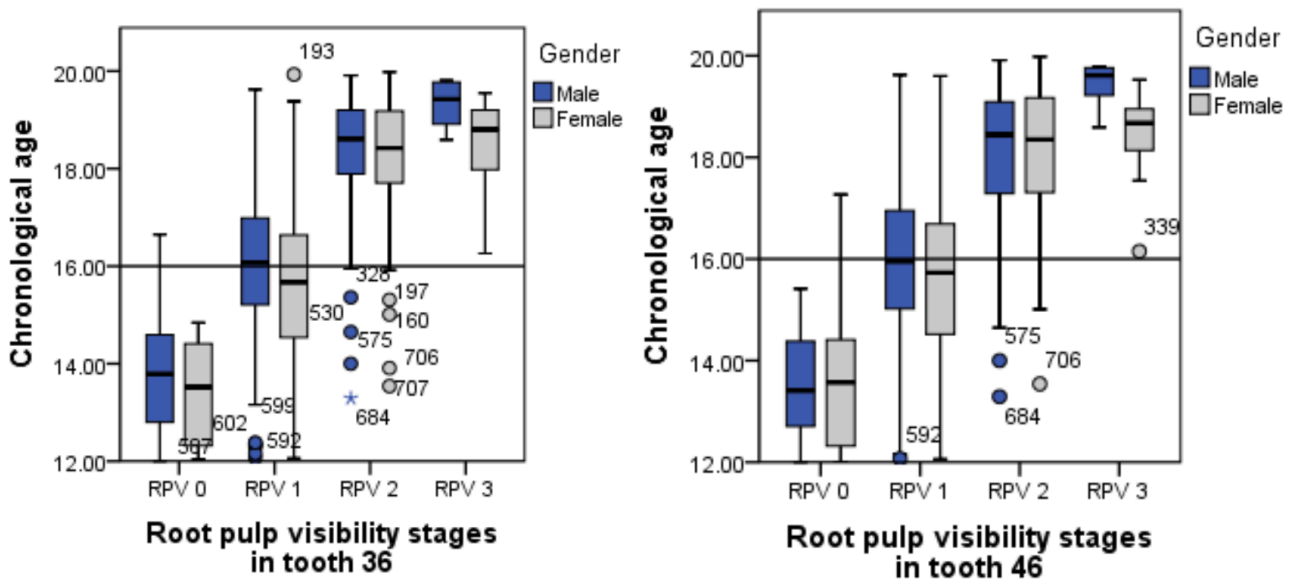 Gender
Male
Female
Chronological age
20.00
18.00
16.00
14.00
12.00
193
530
328
197
160
575
706
707
684
599
602
592
587
RPV 0
RPV 1
RPV 2
RPV 3
Root pulp visibility stages
in tooth 36
Gender
Male
Female
Chronological age
20.00
18.00
16.00
14.00
12.00
339
575
706
684
592
RPV 0
RPV 1
RPV 2
RPV 3
Root pulp visibility stages
in tooth 46